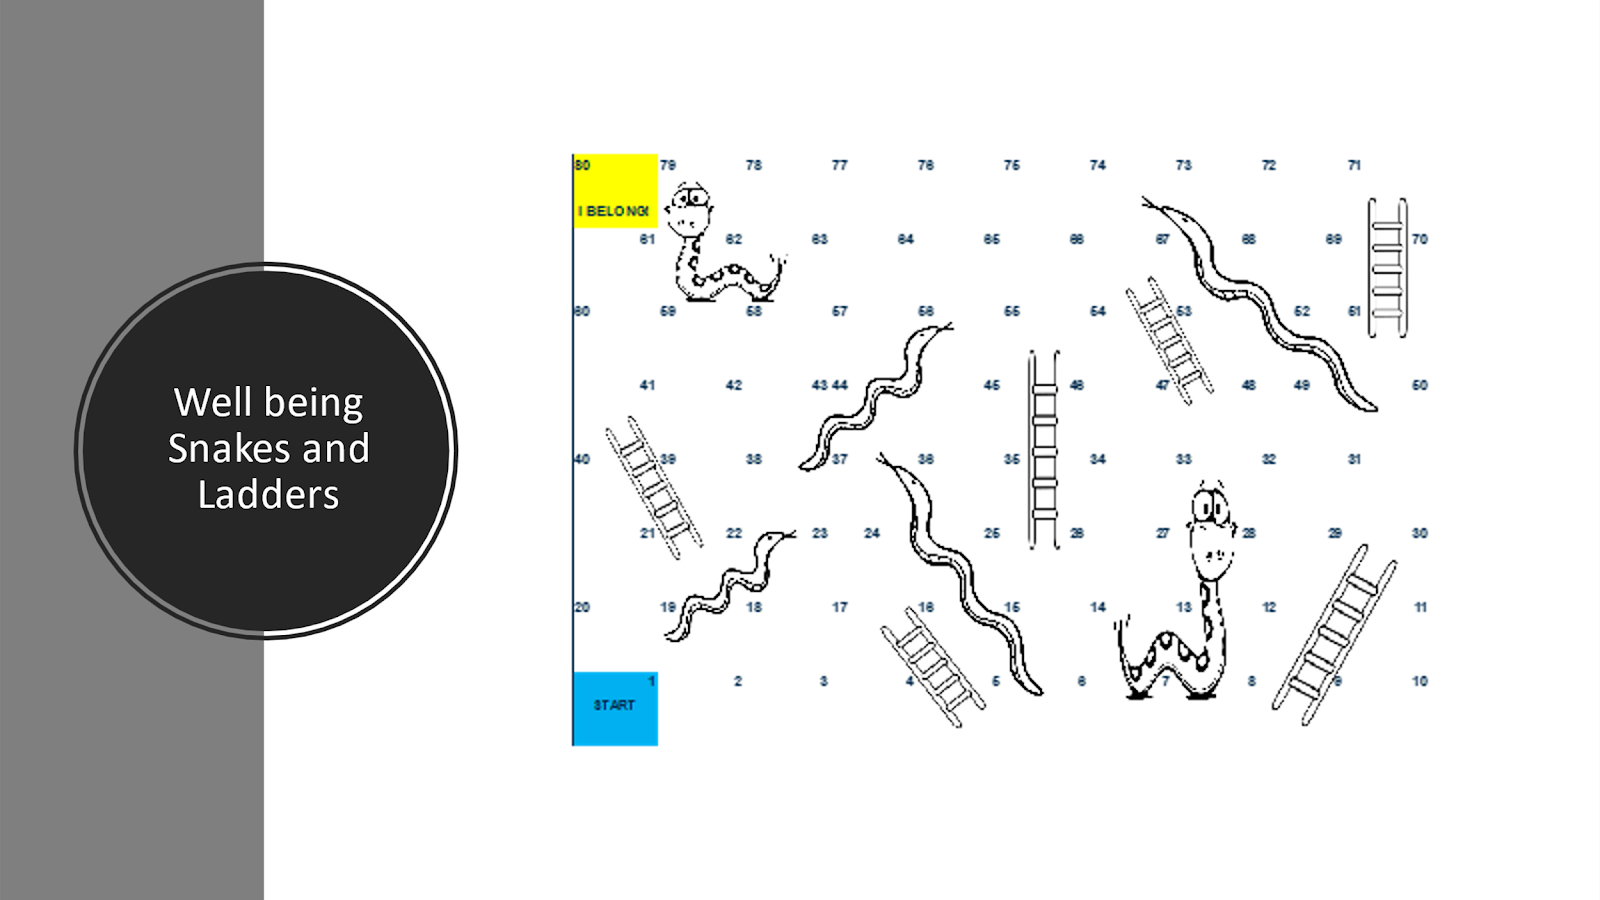 Well being
Snakes and
Ladders
80 79 78 77 76 75 74 73 72 71
I BELONG!
61 62 63 64 65 66 67 68 69 70
60 59 58 57 56 55 54 53 52 51
41 42 43 44 45 46 47 48 49 50
40 39 38 37 36 35 34 33 32 31
21 22 23 24 25 26 27 28 29 30
20 19 18 17 16 15 14 13 12 11
1 2 3 4 5 6 7 8 9 10
START